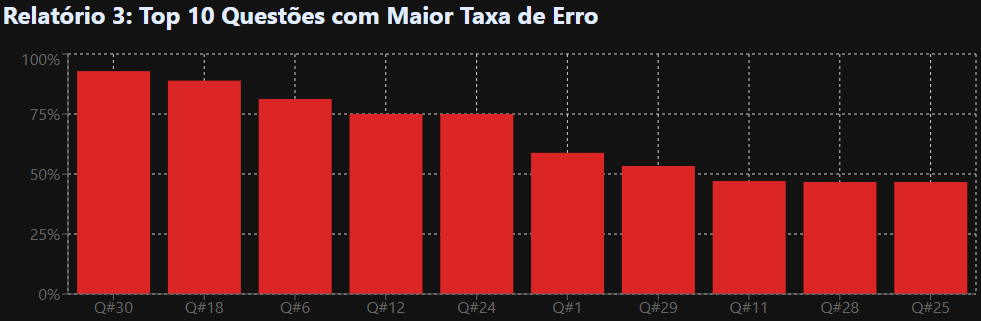 Relatório 3: Top 10 Questões com Maior Taxa de Erro
100%
75%
50%
25%
0%
Q#30 Q#18 Q#6 Q#12 Q#24 Q#1 Q#29 Q#11 Q#28 Q#25